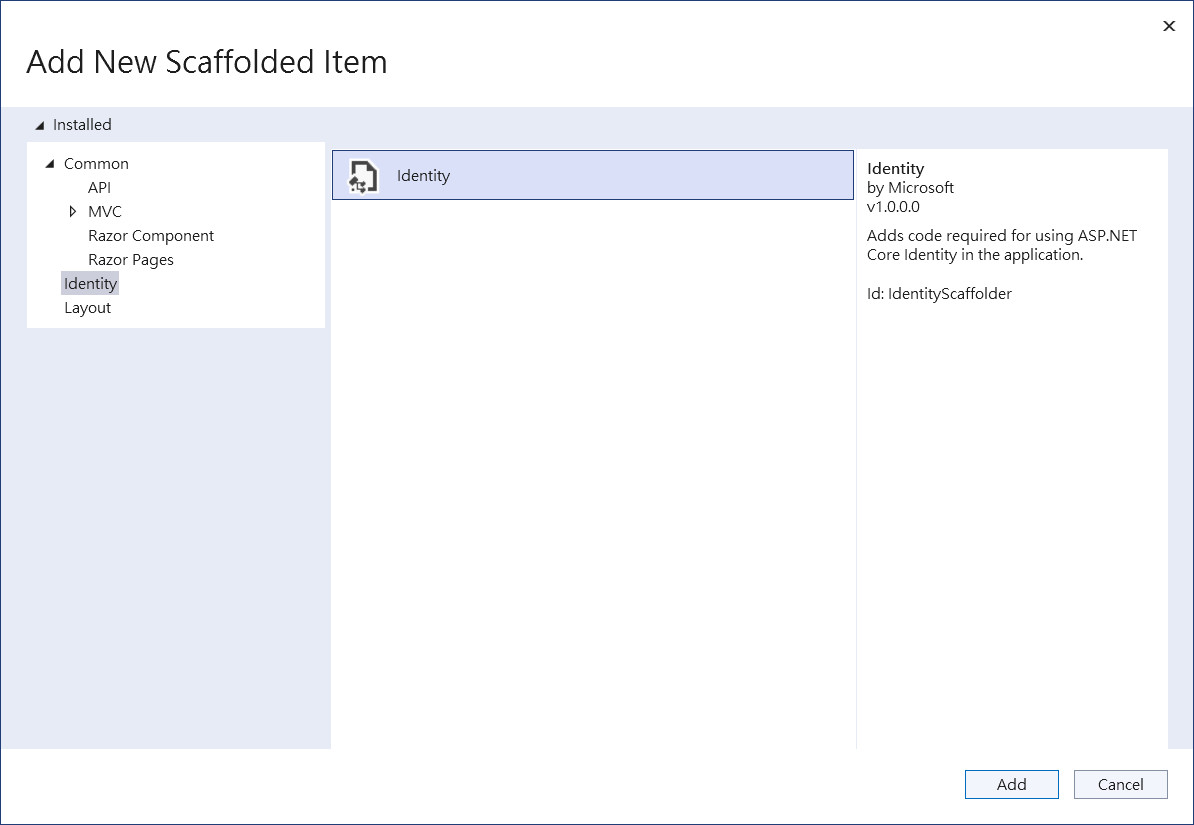 Add New Scaffolded Item
Installed
Common
API
MVC
Razor Component
Razor Pages
Identity
Layout
Identity
Identity
by Microsoft
v1.0.0.0
Adds code required for using ASP.NET
Core Identity in the application.
Id: IdentityScaffolder
Add
Cancel